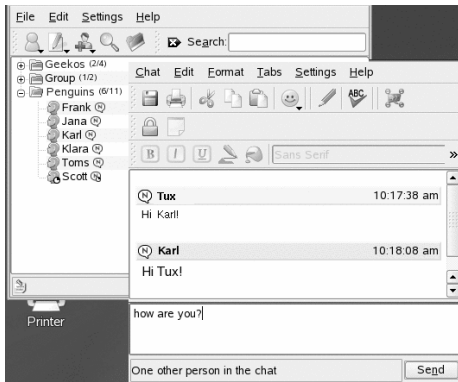 File Edit Settings Help
Search:
Geekos (2/4)
Group (1/2)
Penguins (6/11)
Frank N
Jana N
Karl N
Klara N
Toms N
Scott N
Chat Edit Format Tabs Settings Help
ABC
B I U Sans Serif »
N Tux 10:17:38 am
Hi Karl!
N Karl 10:18:08 am
Hi Tux!
Printer
how are you?
One other person in the chat Send